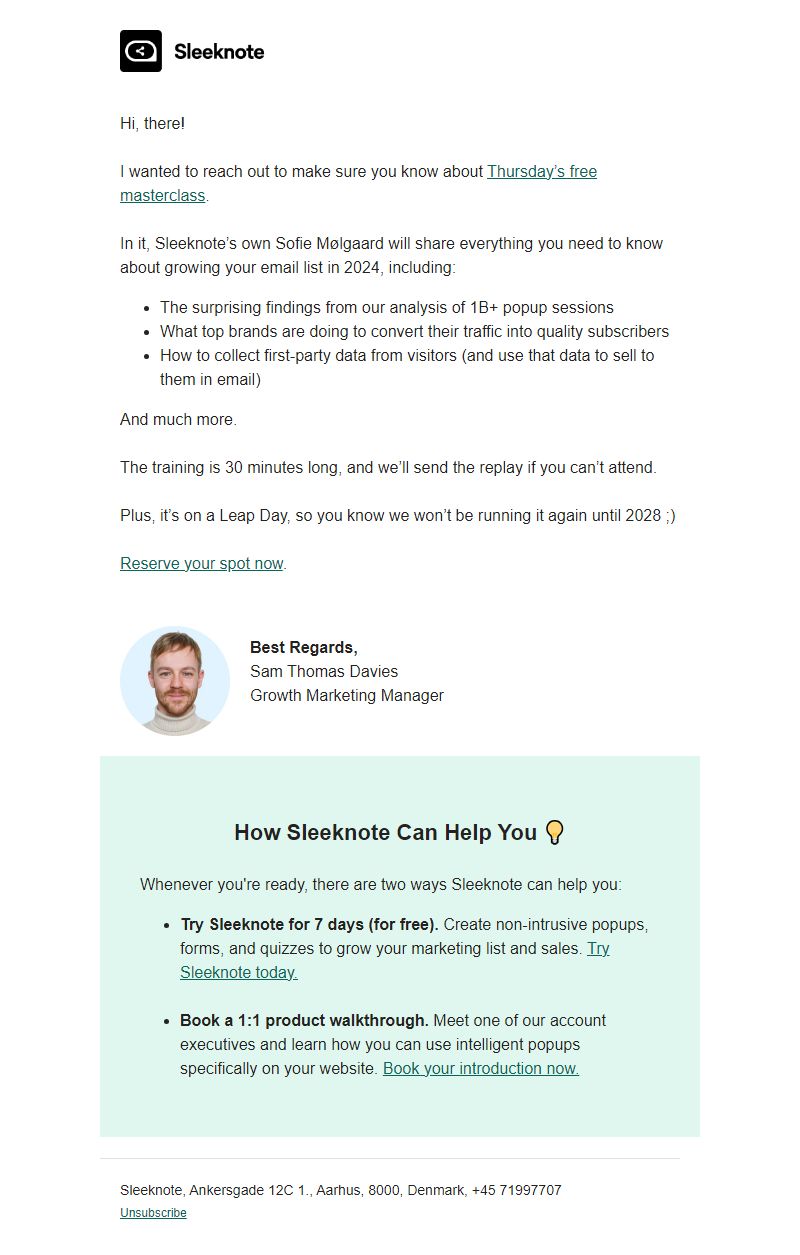 Sleeknote
Hi, there!
I wanted to reach out to make sure you know about Thursday’s free
masterclass.
In it, Sleeknote’s own Sofie Mølgaard will share everything you need to know
about growing your email list in 2024, including:
• The surprising findings from our analysis of 1B+ popup sessions
• What top brands are doing to convert their traffic into quality subscribers
• How to collect first-party data from visitors (and use that data to sell to
them in email)
And much more.
The training is 30 minutes long, and we’ll send the replay if you can’t attend.
Plus, it’s on a Leap Day, so you know we won’t be running it again until 2028 ;)
Reserve your spot now.
Best Regards,
Sam Thomas Davies
Growth Marketing Manager
How Sleeknote Can Help You 💡
Whenever you're ready, there are two ways Sleeknote can help you:
• Try Sleeknote for 7 days (for free). Create non-intrusive popups,
forms, and quizzes to grow your marketing list and sales. Try
Sleeknote today.
• Book a 1:1 product walkthrough. Meet one of our account
executives and learn how you can use intelligent popups
specifically on your website. Book your introduction now.
Sleeknote, Ankersgade 12C 1., Aarhus, 8000, Denmark, +45 71997707
Unsubscribe